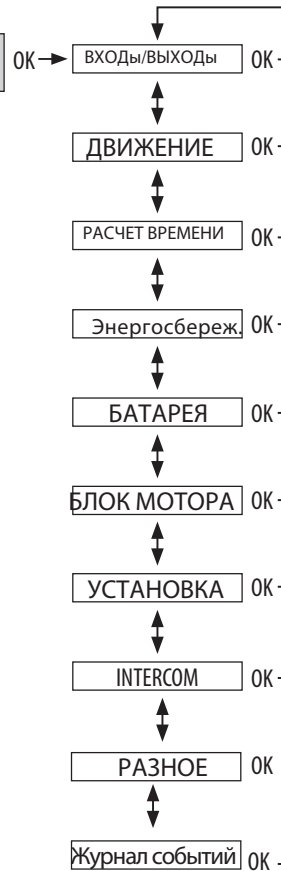 OK ВХОДы/ВЫХОДы OK
ДВИЖЕНИЕ OK
РАСЧЕТ ВРЕМЕНИ OK
Энергосбереж. OK
БАТАРЕЯ OK
БЛОК МОТОРА OK
УСТАНОВКА OK
INTERCOM OK
РАЗНОЕ OK
Журнал событий OK